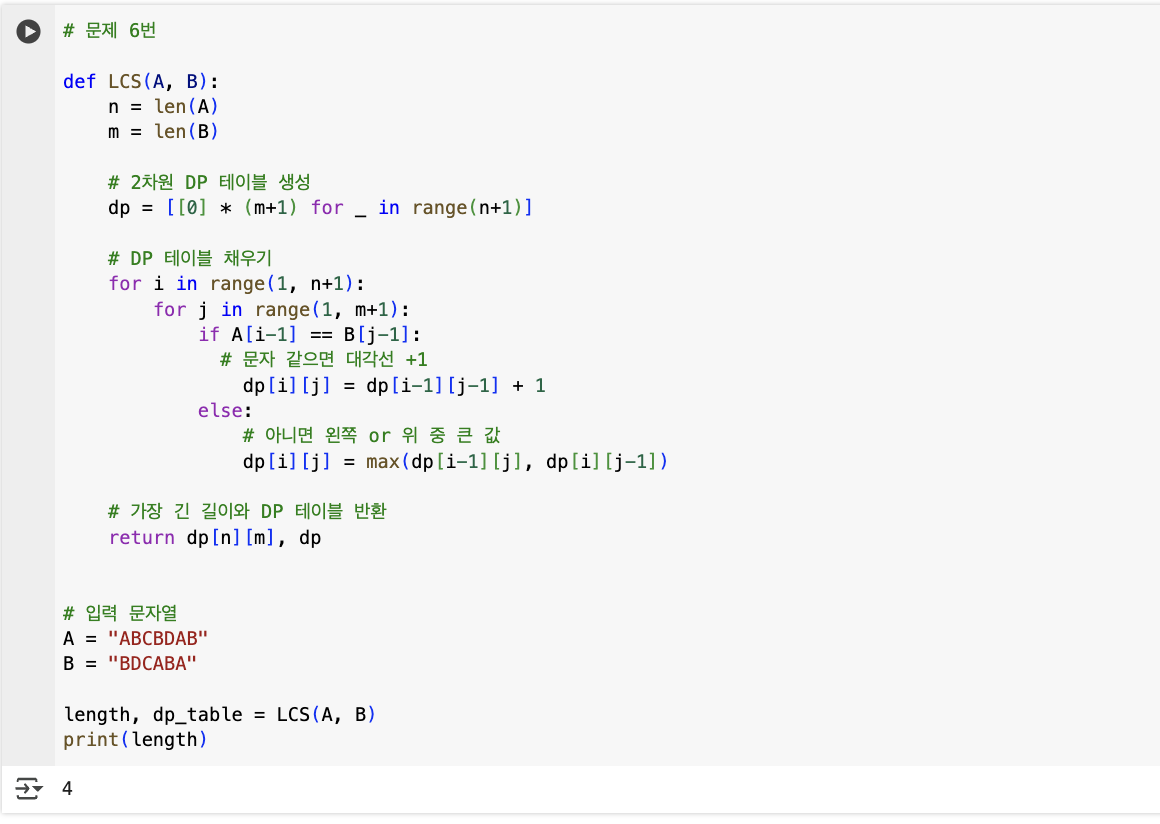 # 문제 6번
def LCS(A, B):
    n = len(A)
    m = len(B)
    # 2차원 DP 테이블 생성
    dp = [[0] * (m+1) for _ in range(n+1)]
    # DP 테이블 채우기
    for i in range(1, n+1):
        for j in range(1, m+1):
            if A[i-1] == B[j-1]:
              # 문자 같으면 대각선 +1
                dp[i][j] = dp[i-1][j-1] + 1
            else:
                # 아니면 왼쪽 or 위 중 큰 값
                dp[i][j] = max(dp[i-1][j], dp[i][j-1])
    # 가장 긴 길이와 DP 테이블 반환
    return dp[n][m], dp
# 입력 문자열
A = "ABCBDAB"
B = "BDCABA"
length, dp_table = LCS(A, B)
print(length)
4